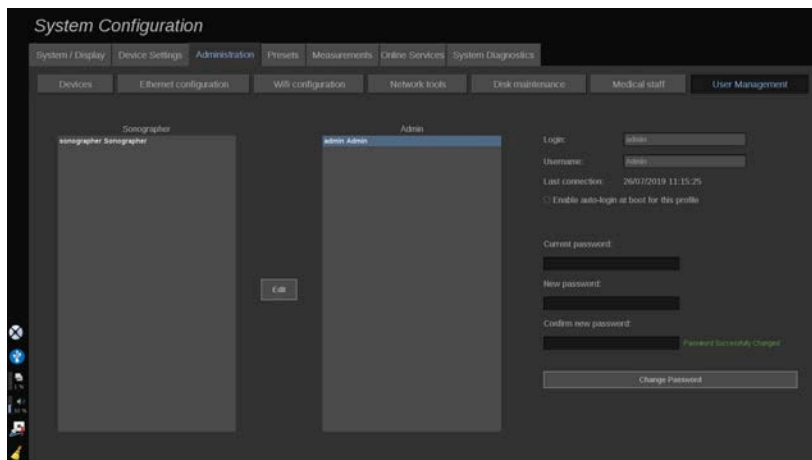 System Configuration
System / Display Device Settings Administration Presets Measurements Online Services System Diagnostics
Devices Ethernet configuration Wifi configuration Network tools Disk maintenance Medical staff User Management
Sonographer Admin
sonographer Sonographer admin Admin
Login: admin
Username: Admin
Last connection: 26/07/2019 11:15:25
Enable auto-login at boot for this profile
Current password:
Edit
New password:
Confirm new password:
Password Successfully Changed
Change Password